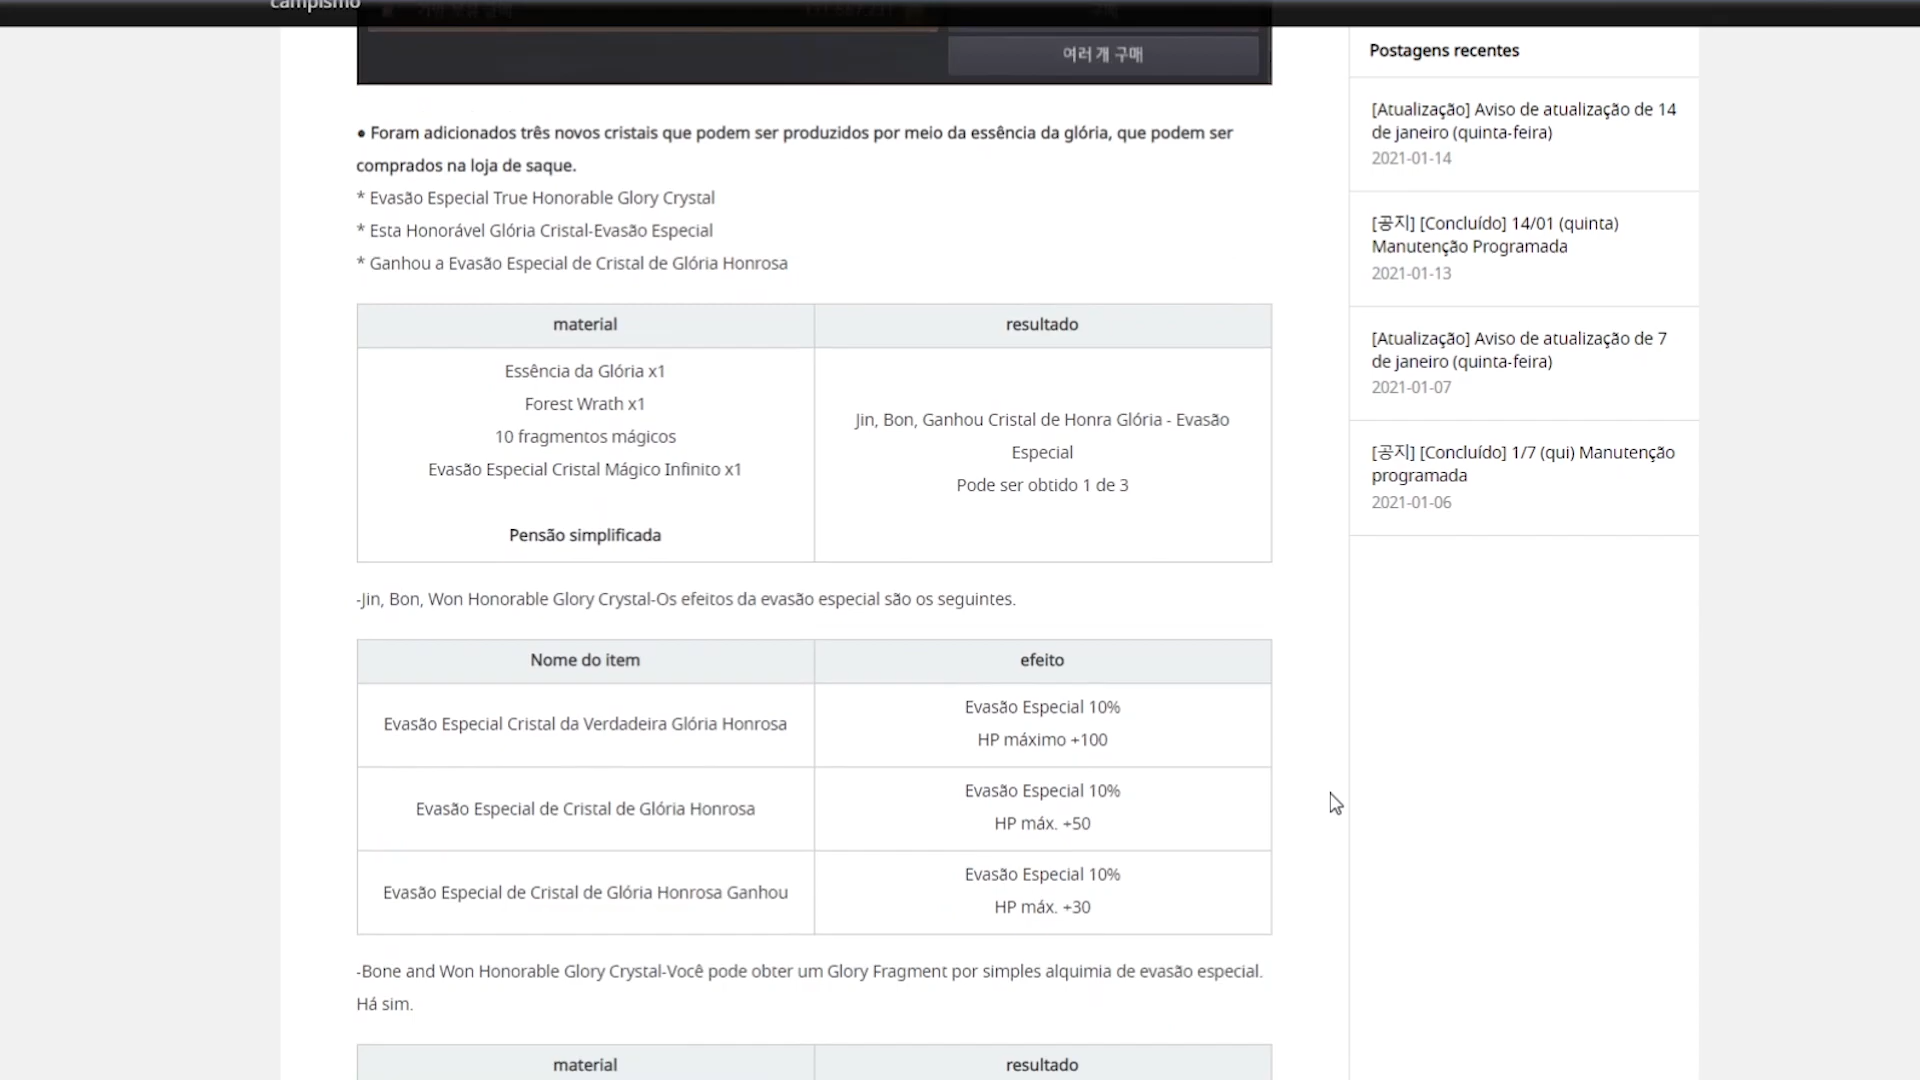 campismo
여러 개 구매
● Foram adicionados três novos cristais que podem ser produzidos por meio da essência da glória, que podem ser
comprados na loja de saque.
* Evasão Especial True Honorable Glory Crystal
* Esta Honorável Glória Cristal-Evasão Especial
* Ganhou a Evasão Especial de Cristal de Glória Honrosa
material
resultado
Essência da Glória x1
Forest Wrath x1
10 fragmentos mágicos
Evasão Especial Cristal Mágico Infinito x1
Pensão simplificada
Jin, Bon, Ganhou Cristal de Honra Glória - Evasão
Especial
Pode ser obtido 1 de 3
-Jin, Bon, Won Honorable Glory Crystal-Os efeitos da evasão especial são os seguintes.
Nome do item
efeito
Evasão Especial Cristal da Verdadeira Glória Honrosa
Evasão Especial 10%
HP máximo +100
Evasão Especial de Cristal de Glória Honrosa
Evasão Especial 10%
HP máx. +50
Evasão Especial de Cristal de Glória Honrosa Ganhou
Evasão Especial 10%
HP máx. +30
-Bone and Won Honorable Glory Crystal-Você pode obter um Glory Fragment por simples alquimia de evasão especial.
Há sim.
material
resultado
Postagens recentes
[Atualização] Aviso de atualização de 14
de janeiro (quinta-feira)
2021-01-14
[공지] [Concluído] 14/01 (quinta)
Manutenção Programada
2021-01-13
[Atualização] Aviso de atualização de 7
de janeiro (quinta-feira)
2021-01-07
[공지] [Concluído] 1/7 (qui) Manutenção
programada
2021-01-06